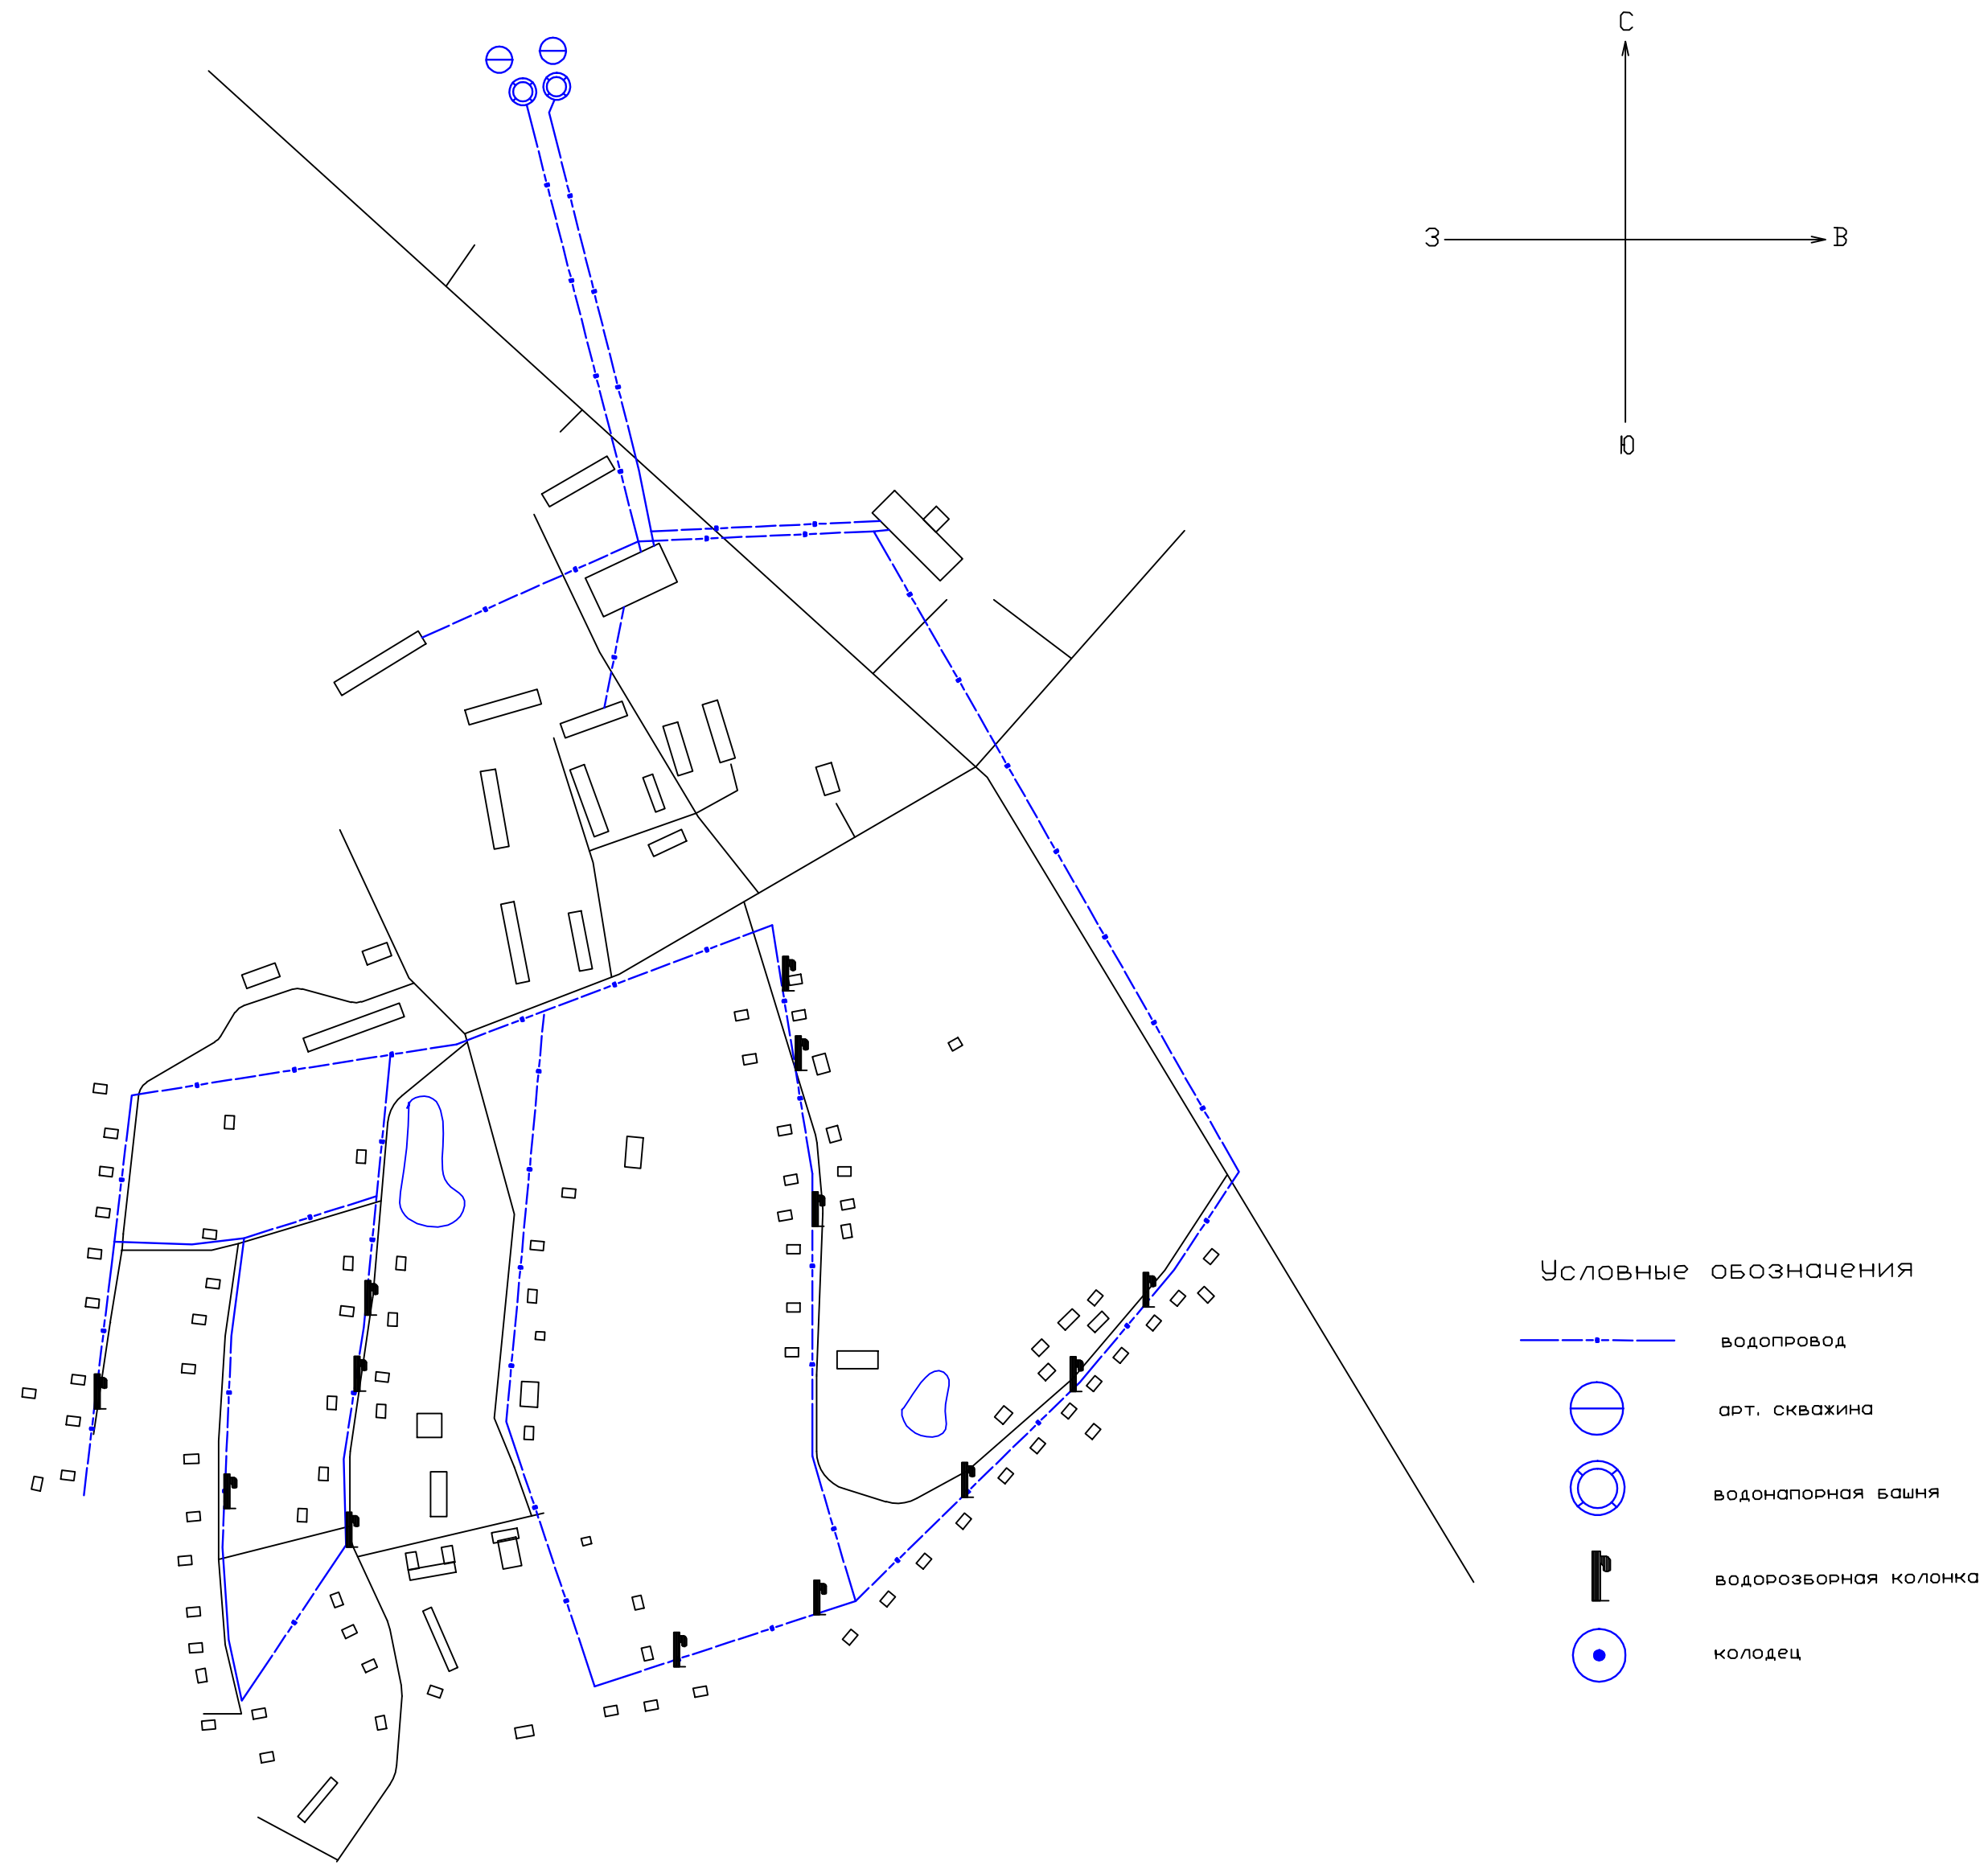 С
З
В
Ю
Условные обозначения
водопровод
арт. скважина
водонапорная башня
водорозборная колонка
колодец